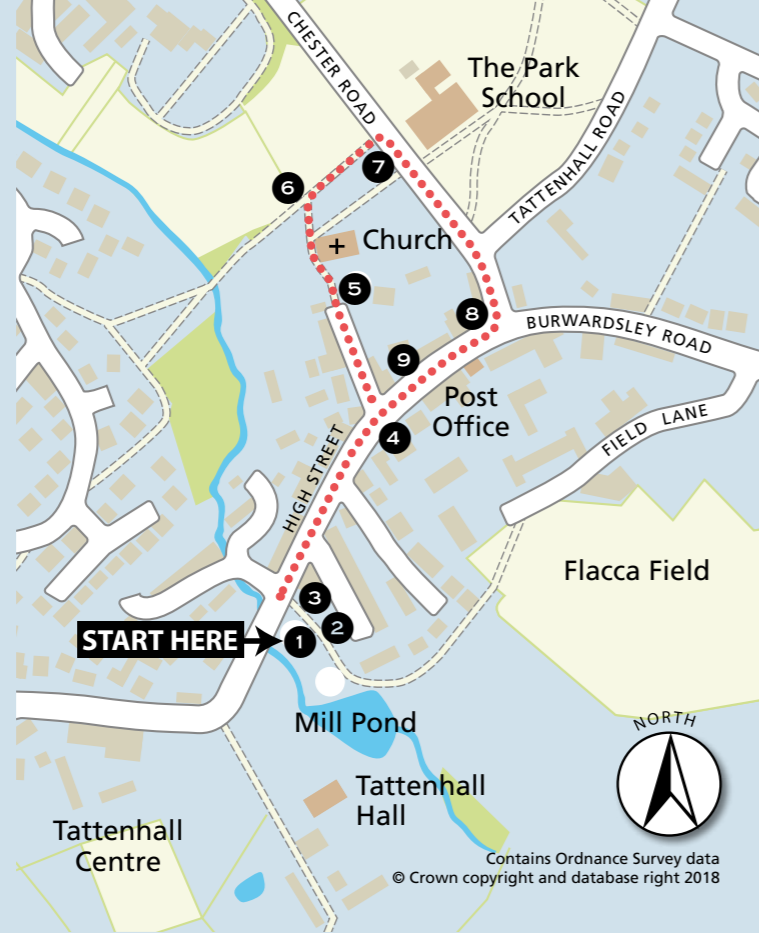 CHESTER ROAD
The Park
School
TATTENHALL ROAD
7
6
+ Church
5
8
BURWARDSLEY ROAD
9
Post
Office
4
FIELD LANE
HIGH STREET
Flacca Field
3
2
START HERE
1
NORTH
Mill Pond
Tattenhall
Hall
Tattenhall
Centre
Contains Ordnance Survey data
© Crown copyright and database right 2018